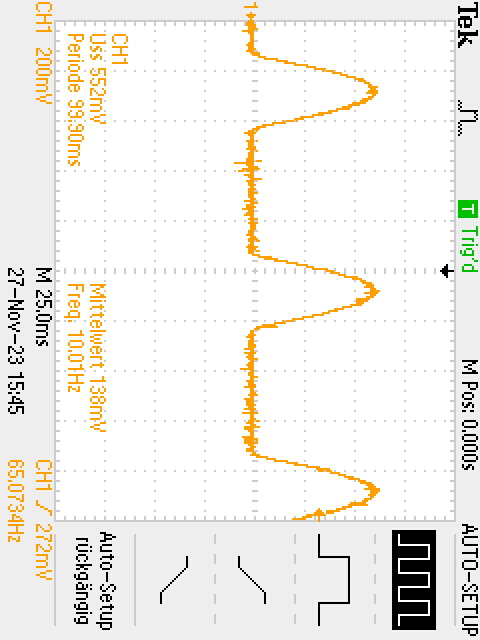 Tek
T Trig'd
M Pos: 0.000s
AUTO-SETUP
1
CH1
Uss 552mV
Periode 99.90ms
Mittelwert 138mV
Freq. 10.01Hz
Auto-Setup
rückgängig
CH1 200mV
M 25.0ms
CH1 / 272mV
27-Nov-23 15:45
65.0734Hz